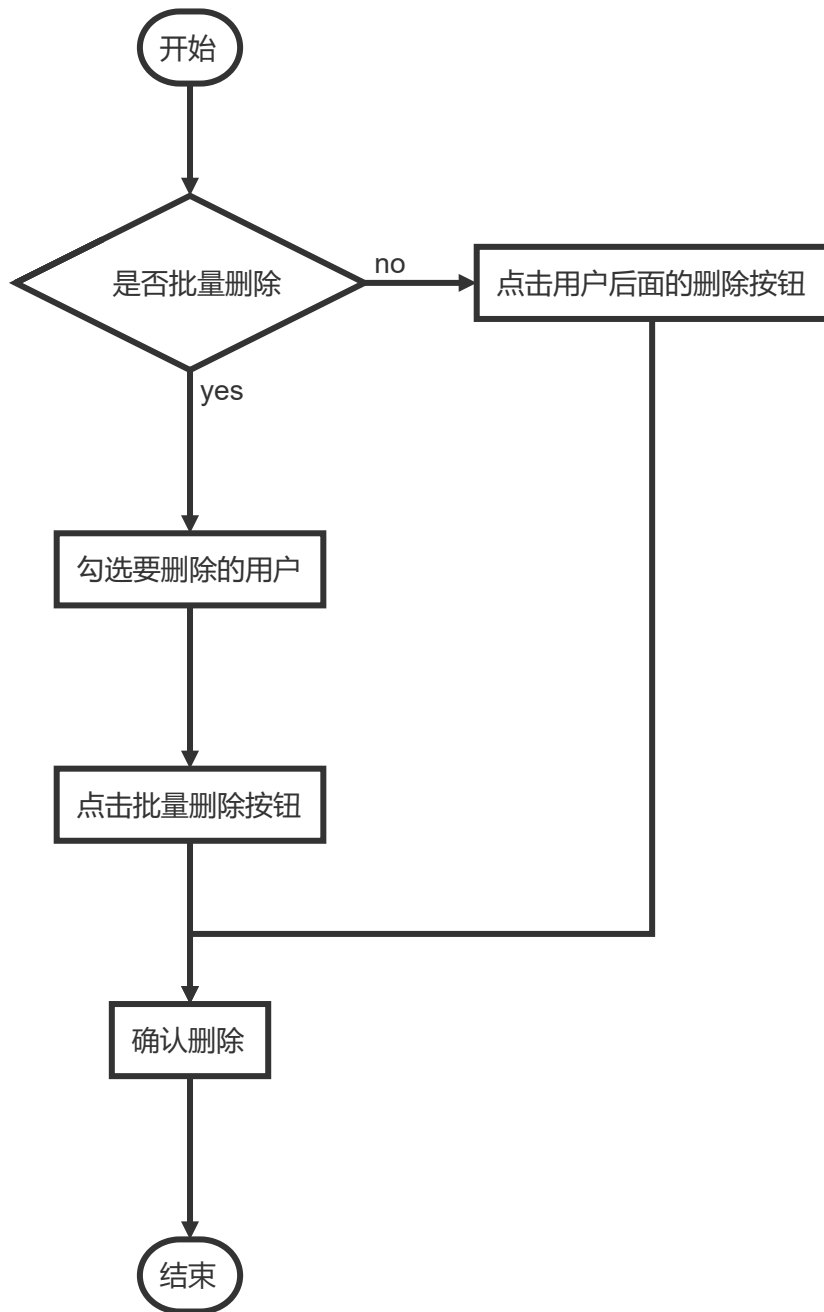 开始
是否批量删除
no
点击用户后面的删除按钮
yes
勾选要删除的用户
点击批量删除按钮
确认删除
结束